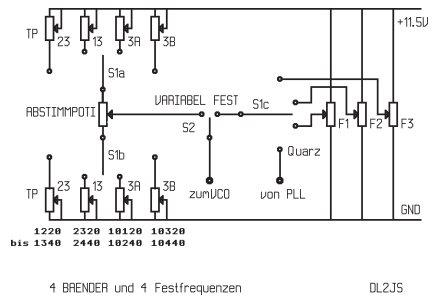 +11.5V
TP 23 13 3A 3B
S1a
ABSTIMMPOTI
VARIABEL FEST
S1c
S2
F1 F2 F3
S1b
Quarz
TP 23 13 3A 3B
zumVCO
von PLL
GND
1220 2320 10120 10320
bis 1340 2440 10240 10440
4 BAENDER und 4 Festfrequenzen
DL2JS